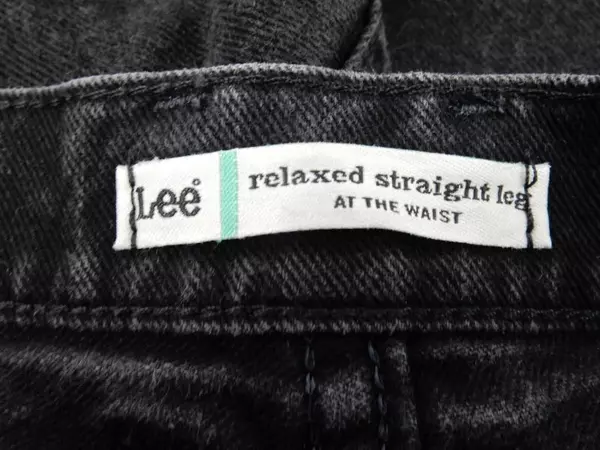 Lee® relaxed straight leg
AT THE WAIST